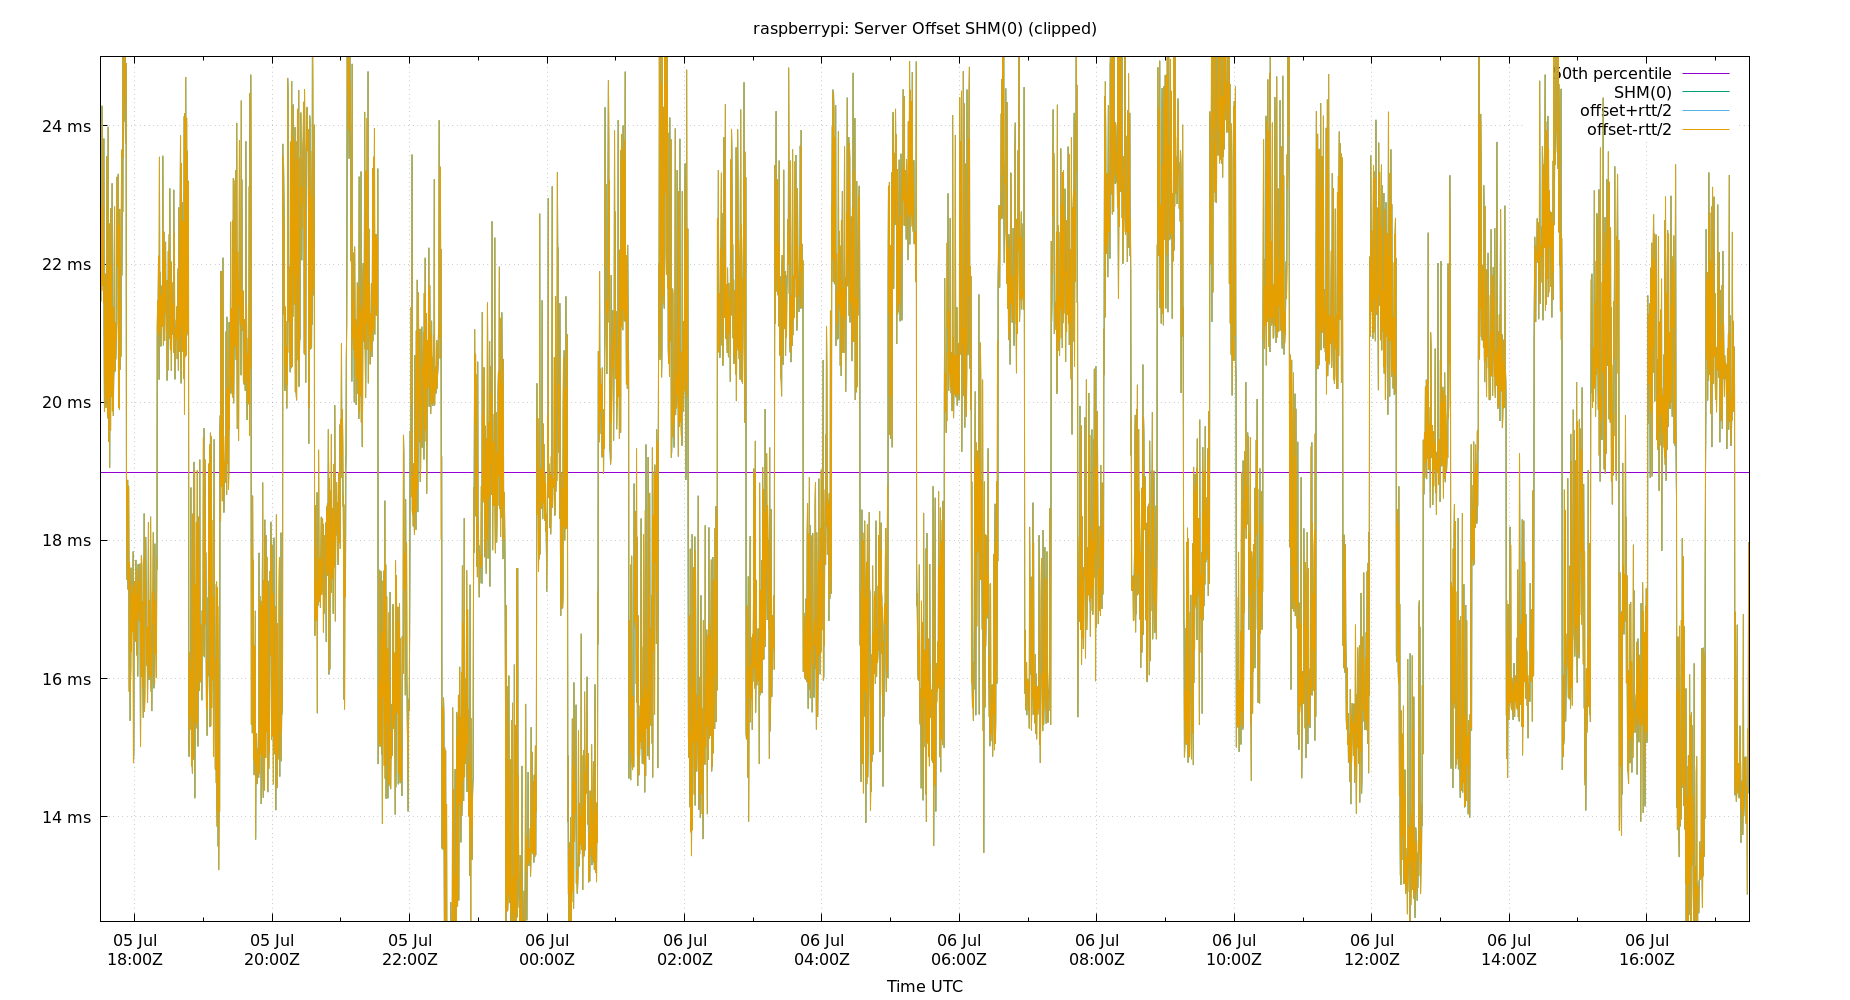 raspberrypi: Server Offset SHM(0) (clipped)
50th percentile
SHM(0)
offset+rtt/2
offset-rtt/2
24 ms
22 ms
20 ms
18 ms
16 ms
14 ms
05 Jul 05 Jul 05 Jul 06 Jul 06 Jul 06 Jul 06 Jul 06 Jul 06 Jul 06 Jul 06 Jul 06 Jul
18:00Z 20:00Z 22:00Z 00:00Z 02:00Z 04:00Z 06:00Z 08:00Z 10:00Z 12:00Z 14:00Z 16:00Z
Time UTC